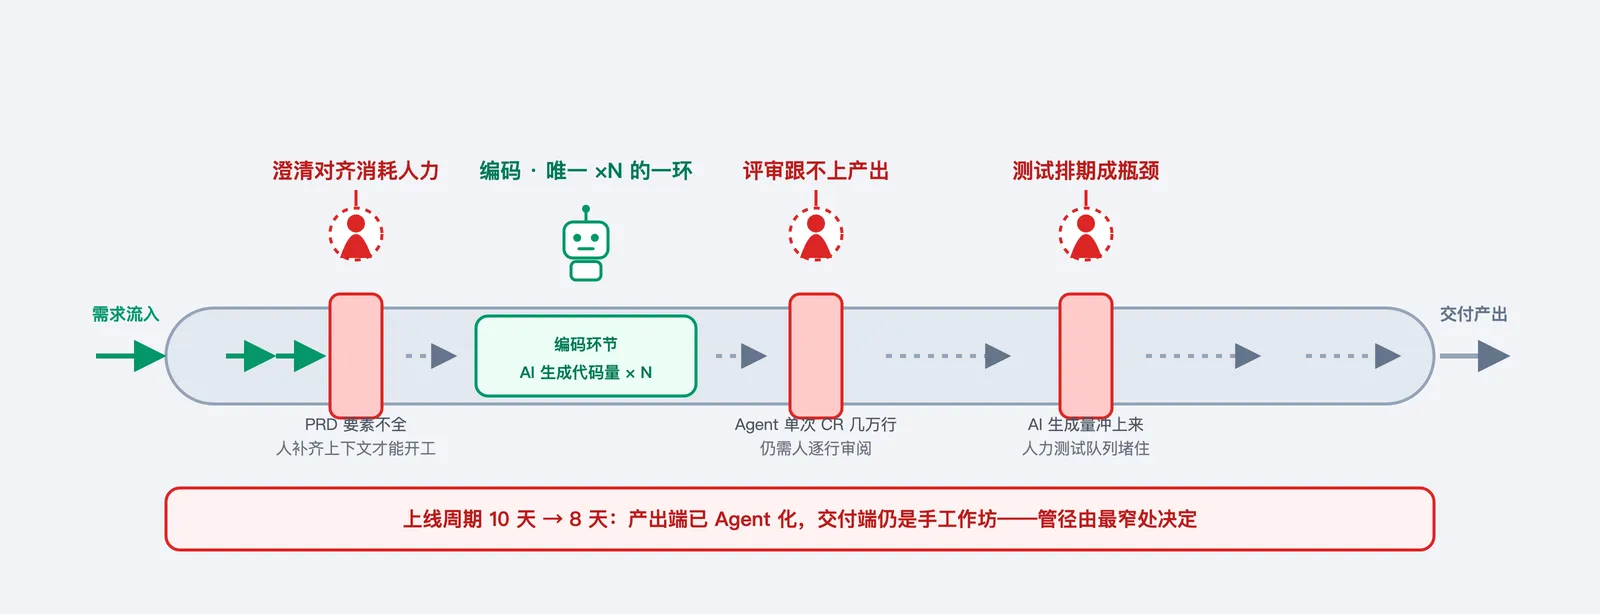 澄清对齐消耗人力
编码 · 唯一 ×N 的一环
评审跟不上产出
测试排期成瓶颈
需求流入
交付产出
编码环节
AI 生成代码量 × N
PRD 要素不全
人补齐上下文才能开工
Agent 单次 CR 几万行
仍需人逐行审阅
AI 生成量冲上来
人力测试队列堵住
上线周期 10 天 → 8 天：产出端已 Agent 化，交付端仍是手工作坊——管径由最窄处决定